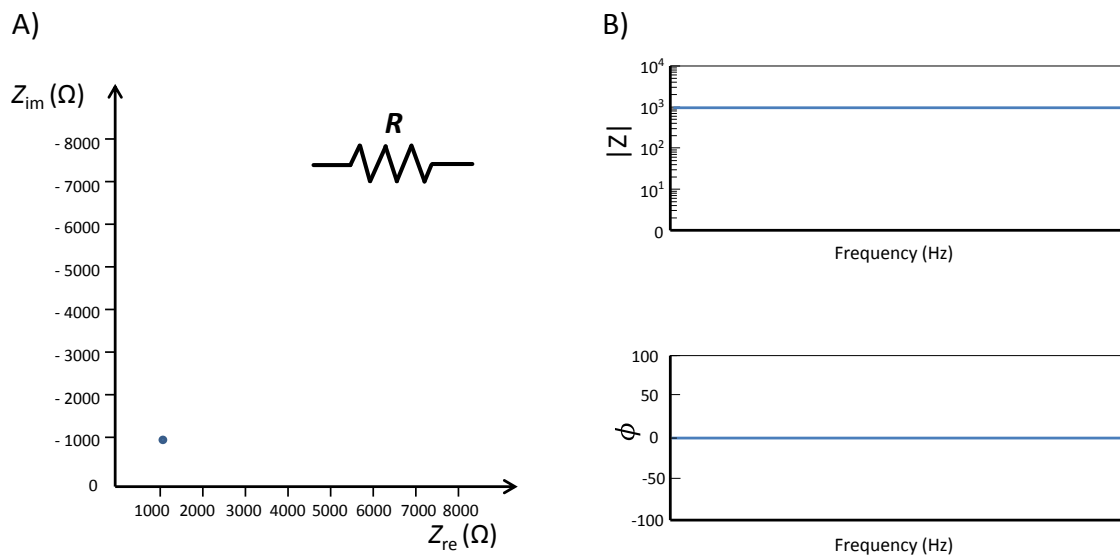 A)
Z_im (Ω)
- 8000
- 7000
- 6000
- 5000
- 4000
- 3000
- 2000
- 1000
0
1000 2000 3000 4000 5000 6000 7000 8000
Z_re (Ω)
R
B)
|Z|
10^4
10^3
10^2
10^1
0
Frequency (Hz)
ϕ
100
50
0
-50
-100
Frequency (Hz)